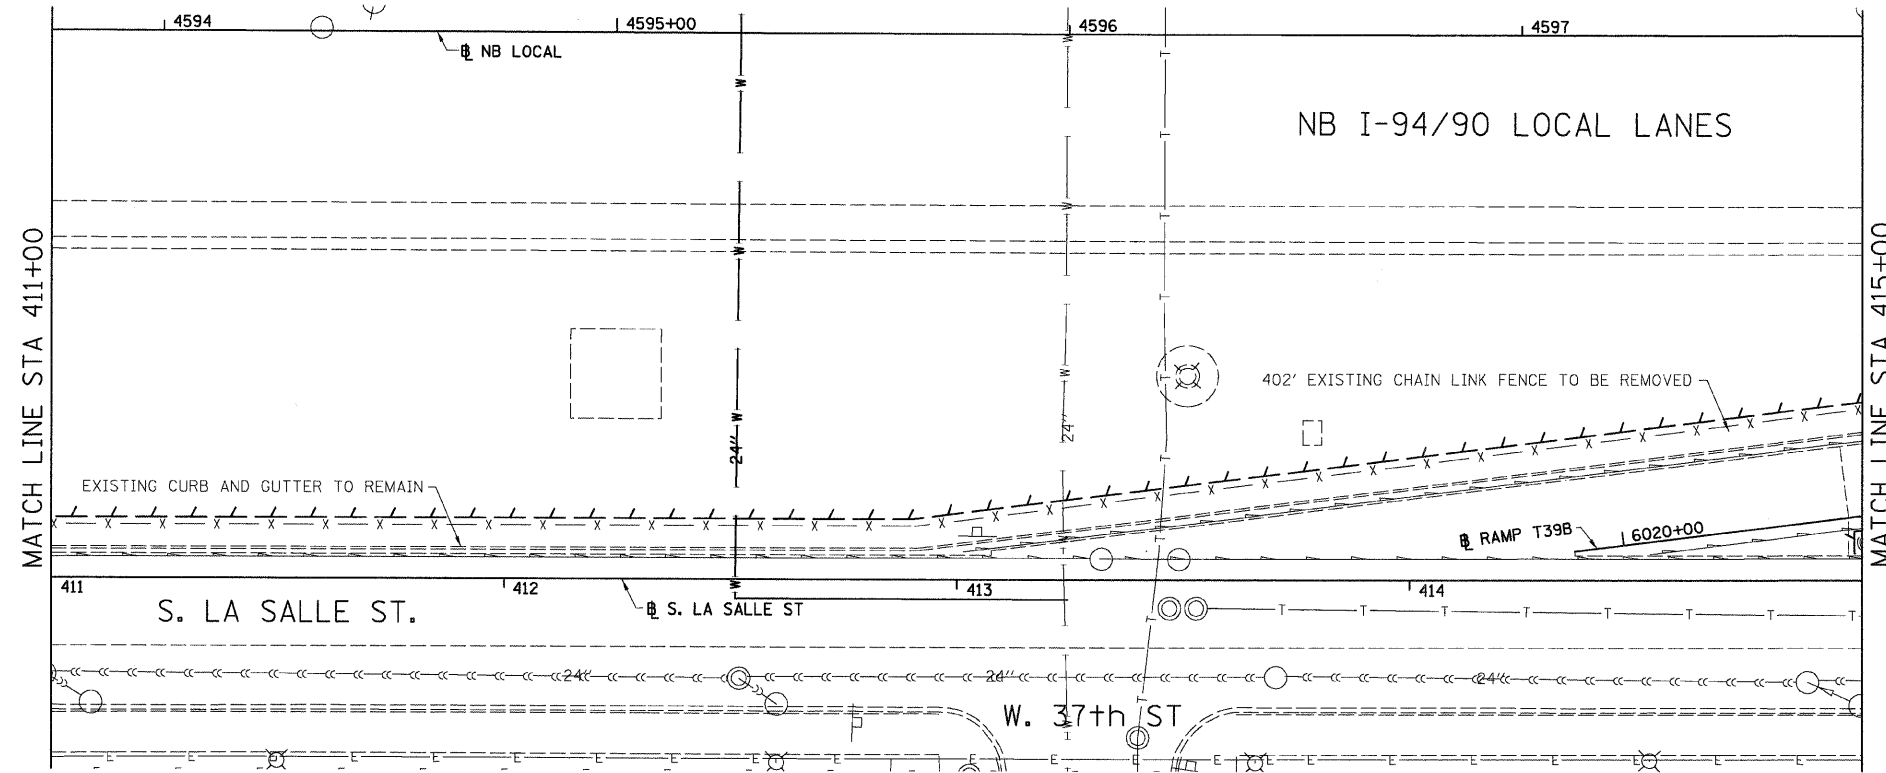 4594
4595+00
4596
4597
℄ NB LOCAL
NB I-94/90 LOCAL LANES
MATCH LINE STA 411+00
MATCH LINE STA 415+00
402' EXISTING CHAIN LINK FENCE TO BE REMOVED
24"
24"
EXISTING CURB AND GUTTER TO REMAIN
℄ RAMP T39B
6020+00
411
412
413
414
S. LA SALLE ST.
℄ S. LA SALLE ST
24"
24"
24"
W. 37th ST